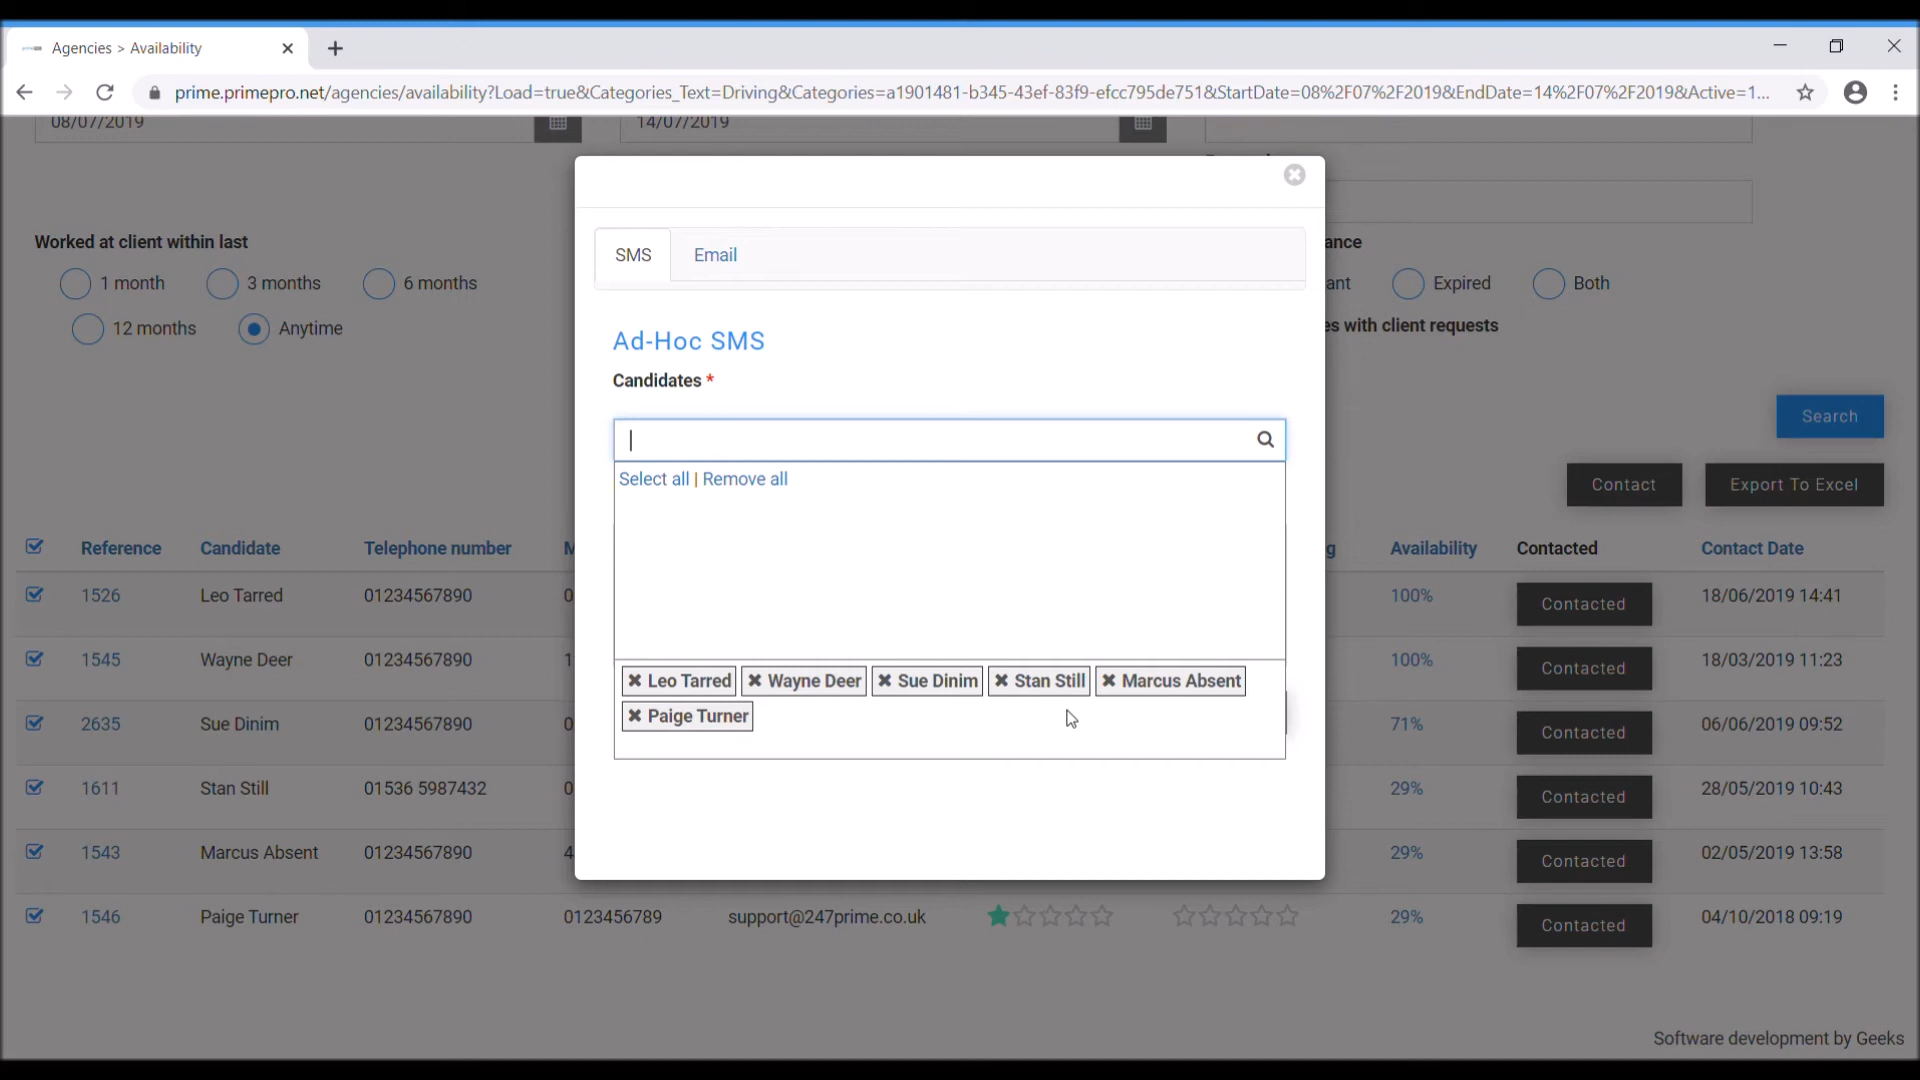 Agencies > Availability
prime.primepro.net/agencies/availability?Load=true&Categories_Text=Driving&Categories=a1901481-b345-43ef-83f9-efcc795de751&StartDate=08%2F07%2F2019&EndDate=14%2F07%2F2019&Active=1...
08/07/2019 14/07/2019
Worked at client within last
1 month 3 months 6 months
12 months Anytime
ance
ant Expired Both
es with client requests
Search
Contact Export To Excel
SMS Email
Ad-Hoc SMS
Candidates *
Select all | Remove all
Leo Tarred Wayne Deer Sue Dinim Stan Still Marcus Absent
Paige Turner
Reference Candidate Telephone number M g Availability Contacted Contact Date
1526 Leo Tarred 01234567890 0 100% Contacted 18/06/2019 14:41
1545 Wayne Deer 01234567890 1 100% Contacted 18/03/2019 11:23
2635 Sue Dinim 01234567890 0 71% Contacted 06/06/2019 09:52
1611 Stan Still 01536 5987432 0 29% Contacted 28/05/2019 10:43
1543 Marcus Absent 01234567890 4 29% Contacted 02/05/2019 13:58
1546 Paige Turner 01234567890 0123456789 support@247prime.co.uk 29% Contacted 04/10/2018 09:19
Software development by Geeks